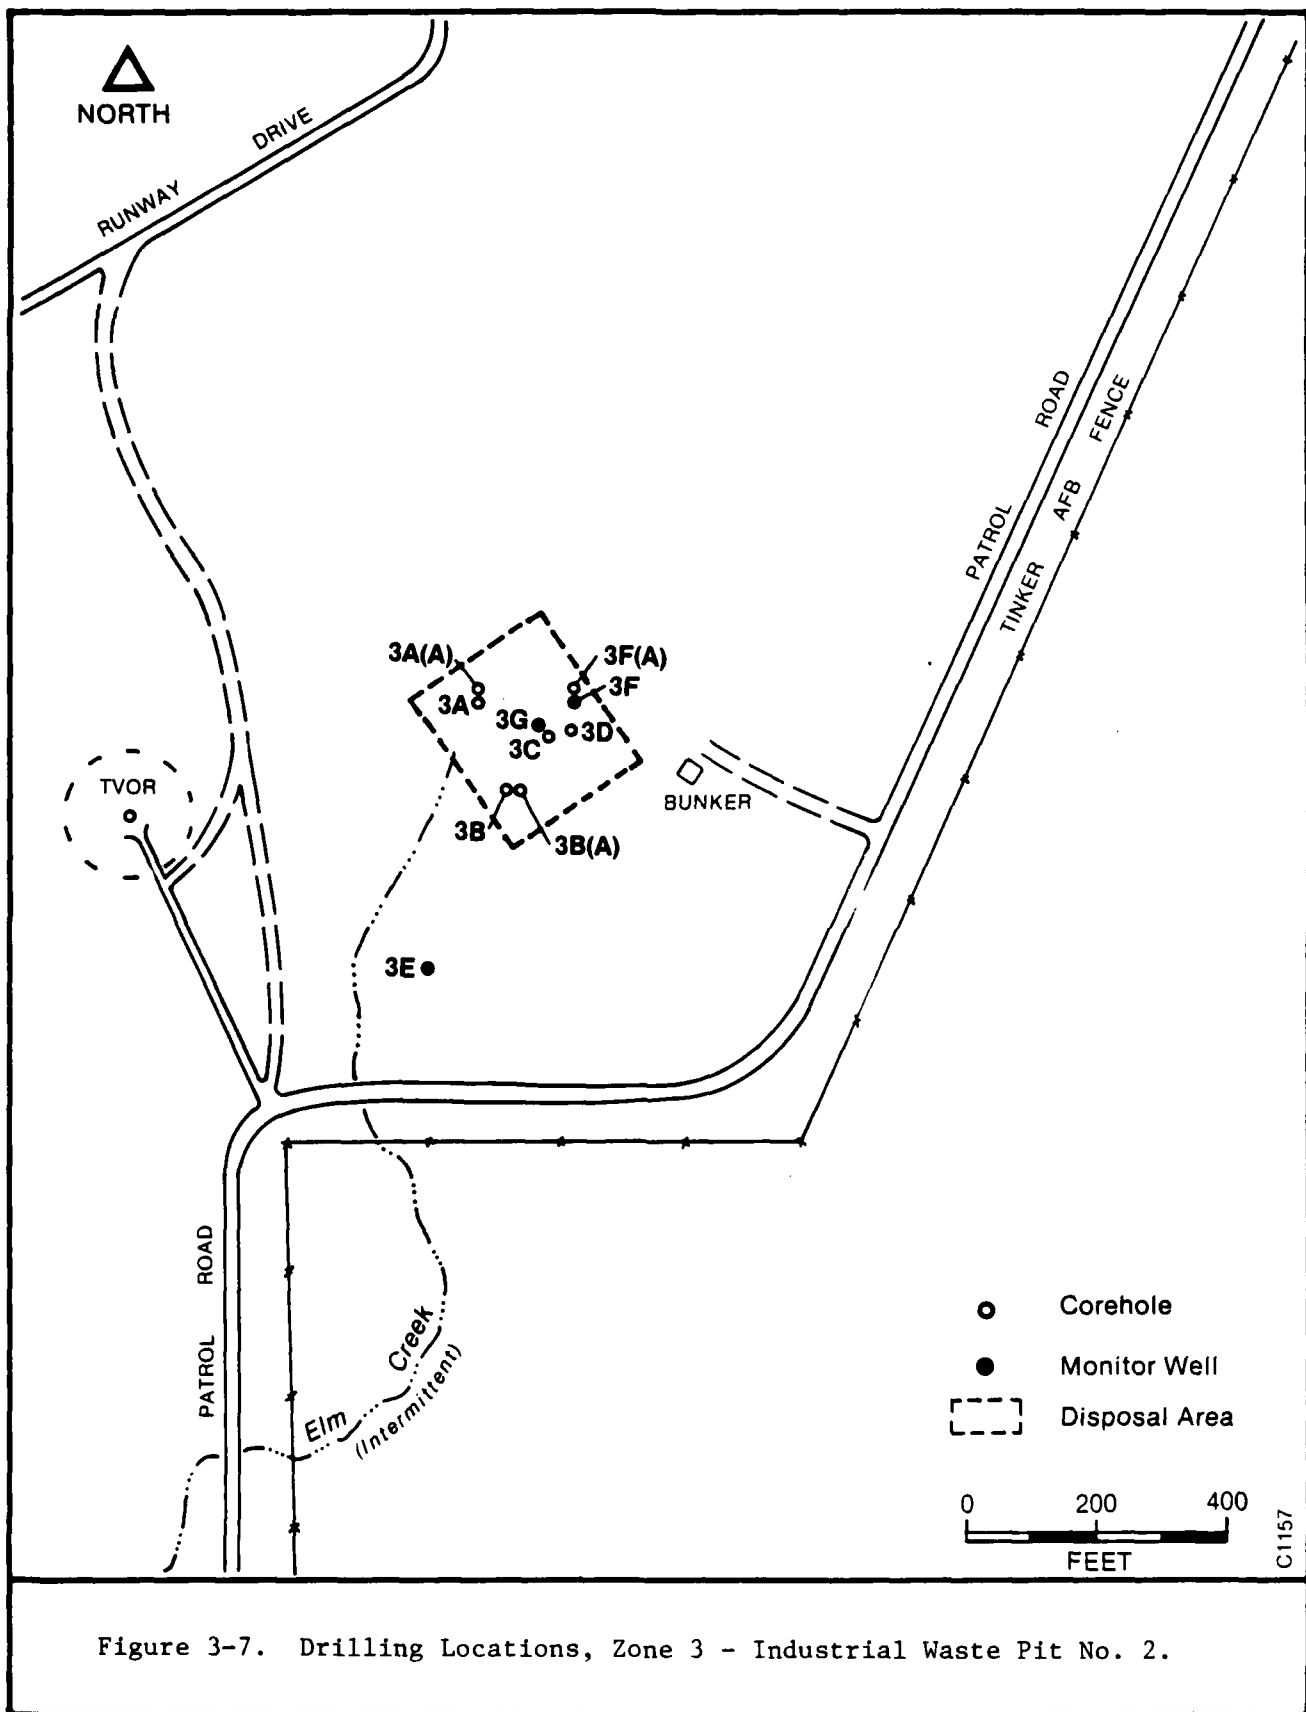 NORTH
RUNWAY DRIVE
PATROL ROAD
TINKER AFB FENCE
3A(A)
3F(A)
3A
3F
3G
3D
3C
TVOR
BUNKER
3B
3B(A)
3E
PATROL ROAD
Elm Creek
(Intermittent)
Corehole
Monitor Well
Disposal Area
0 200 400
FEET
C1157
Figure 3-7. Drilling Locations, Zone 3 - Industrial Waste Pit No. 2.